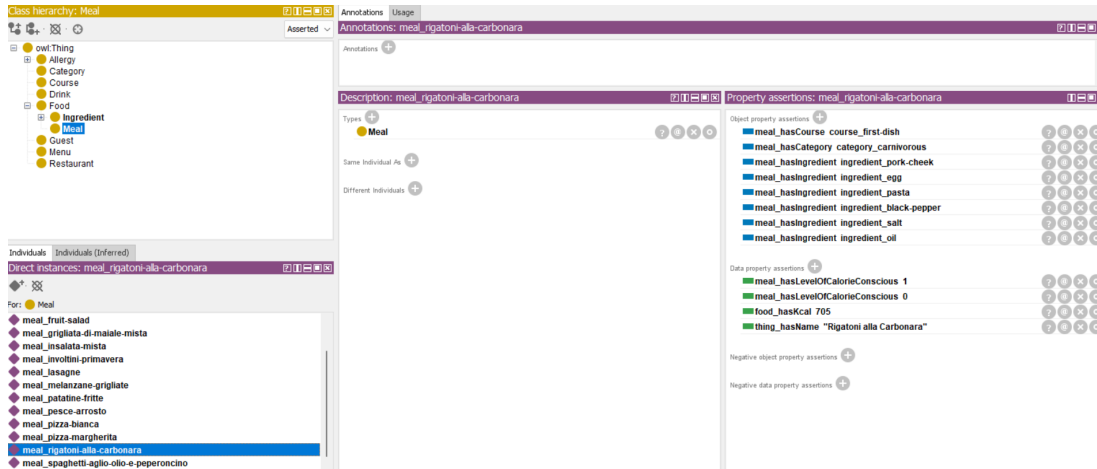 Class hierarchy: Meal
Asserted
owl:Thing
Allergy
Category
Course
Drink
Food
Ingredient
Meal
Guest
Menu
Restaurant
Individuals Individuals (Inferred)
Direct instances: meal_rigatoni-alla-carbonara
For: Meal
meal_fruit-salad
meal_grigliata-di-maiale-mista
meal_insalata-mista
meal_involtini-primavera
meal_lasagne
meal_melanzane-grigliate
meal_patatine-fritte
meal_pesce-arrosto
meal_pizza-bianca
meal_pizza-margherita
meal_rigatoni-alla-carbonara
meal_spaghetti-aglio-olio-e-peperoncino
Annotations Usage
Annotations: meal_rigatoni-alla-carbonara
Annotations
Description: meal_rigatoni-alla-carbonara
Types
Meal
Same Individual As
Different Individuals
Property assertions: meal_rigatoni-alla-carbonara
Object property assertions
meal_hasCourse course_first-dish
meal_hasCategory category_carnivorous
meal_hasIngredient ingredient_pork-cheek
meal_hasIngredient ingredient_egg
meal_hasIngredient ingredient_pasta
meal_hasIngredient ingredient_black-pepper
meal_hasIngredient ingredient_salt
meal_hasIngredient ingredient_oil
Data property assertions
meal_hasLevelOfCalorieConscious 1
meal_hasLevelOfCalorieConscious 0
food_hasKcal 705
thing_hasName "Rigatoni alla Carbonara"
Negative object property assertions
Negative data property assertions